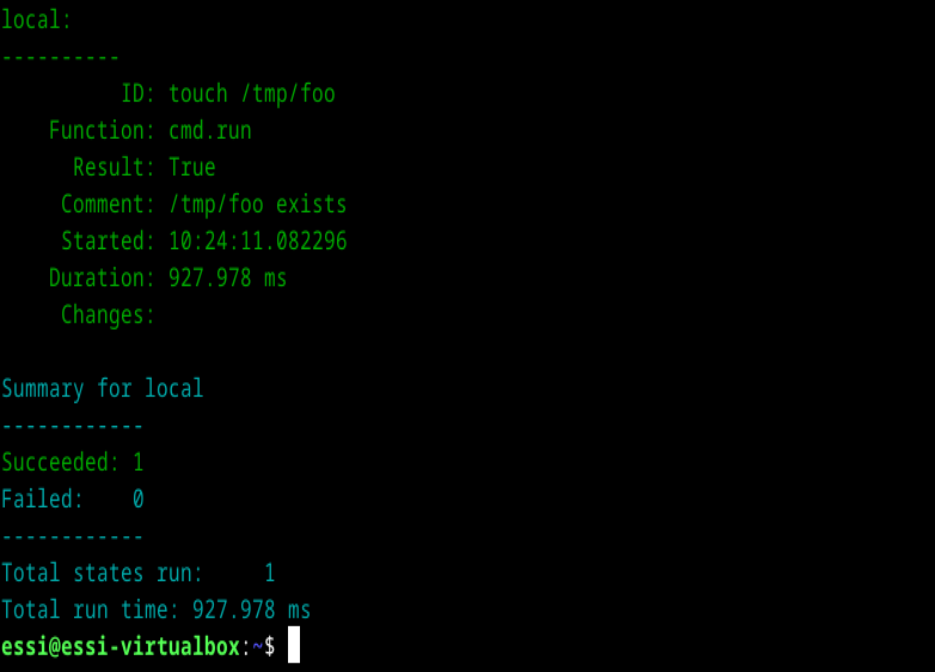 local:
----------
          ID: touch /tmp/foo
    Function: cmd.run
      Result: True
     Comment: /tmp/foo exists
     Started: 10:24:11.082296
    Duration: 927.978 ms
     Changes:

Summary for local
------------
Succeeded: 1
Failed:    0
------------
Total states run:     1
Total run time: 927.978 ms
essi@essi-virtualbox:~$